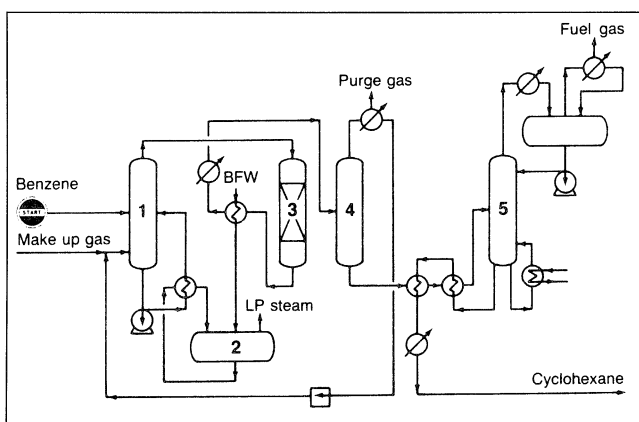 Fuel gas
Purge gas
Benzene
START
1
BFW
3
4
5
Make up gas
LP steam
2
Cyclohexane